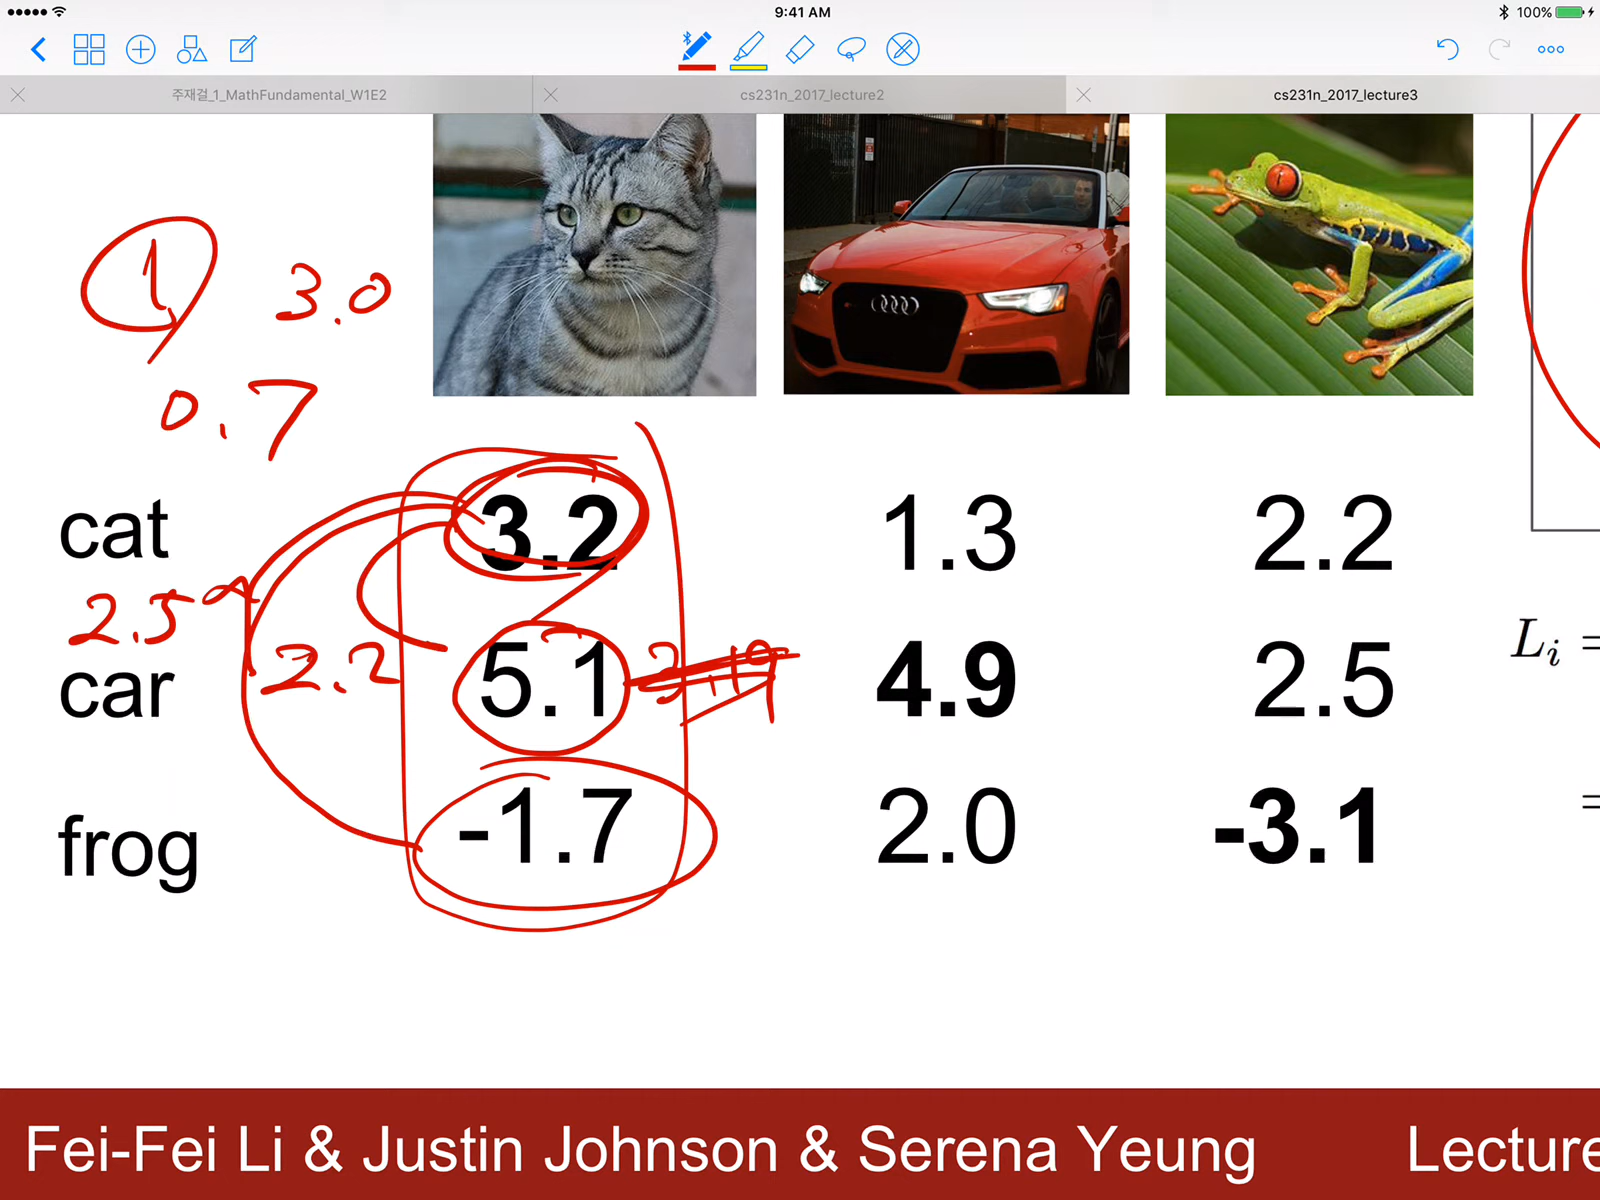 9:41 AM
100%
주재걸_1_MathFundamental_W1E2
cs231n_2017_lecture2
cs231n_2017_lecture3
1 3.0
0.7
cat 3.2 1.3 2.2
2.5
L_i =
car 2.2 5.1 3.19 4.9 2.5
=
frog -1.7 2.0 -3.1
Fei-Fei Li & Justin Johnson & Serena Yeung Lecture